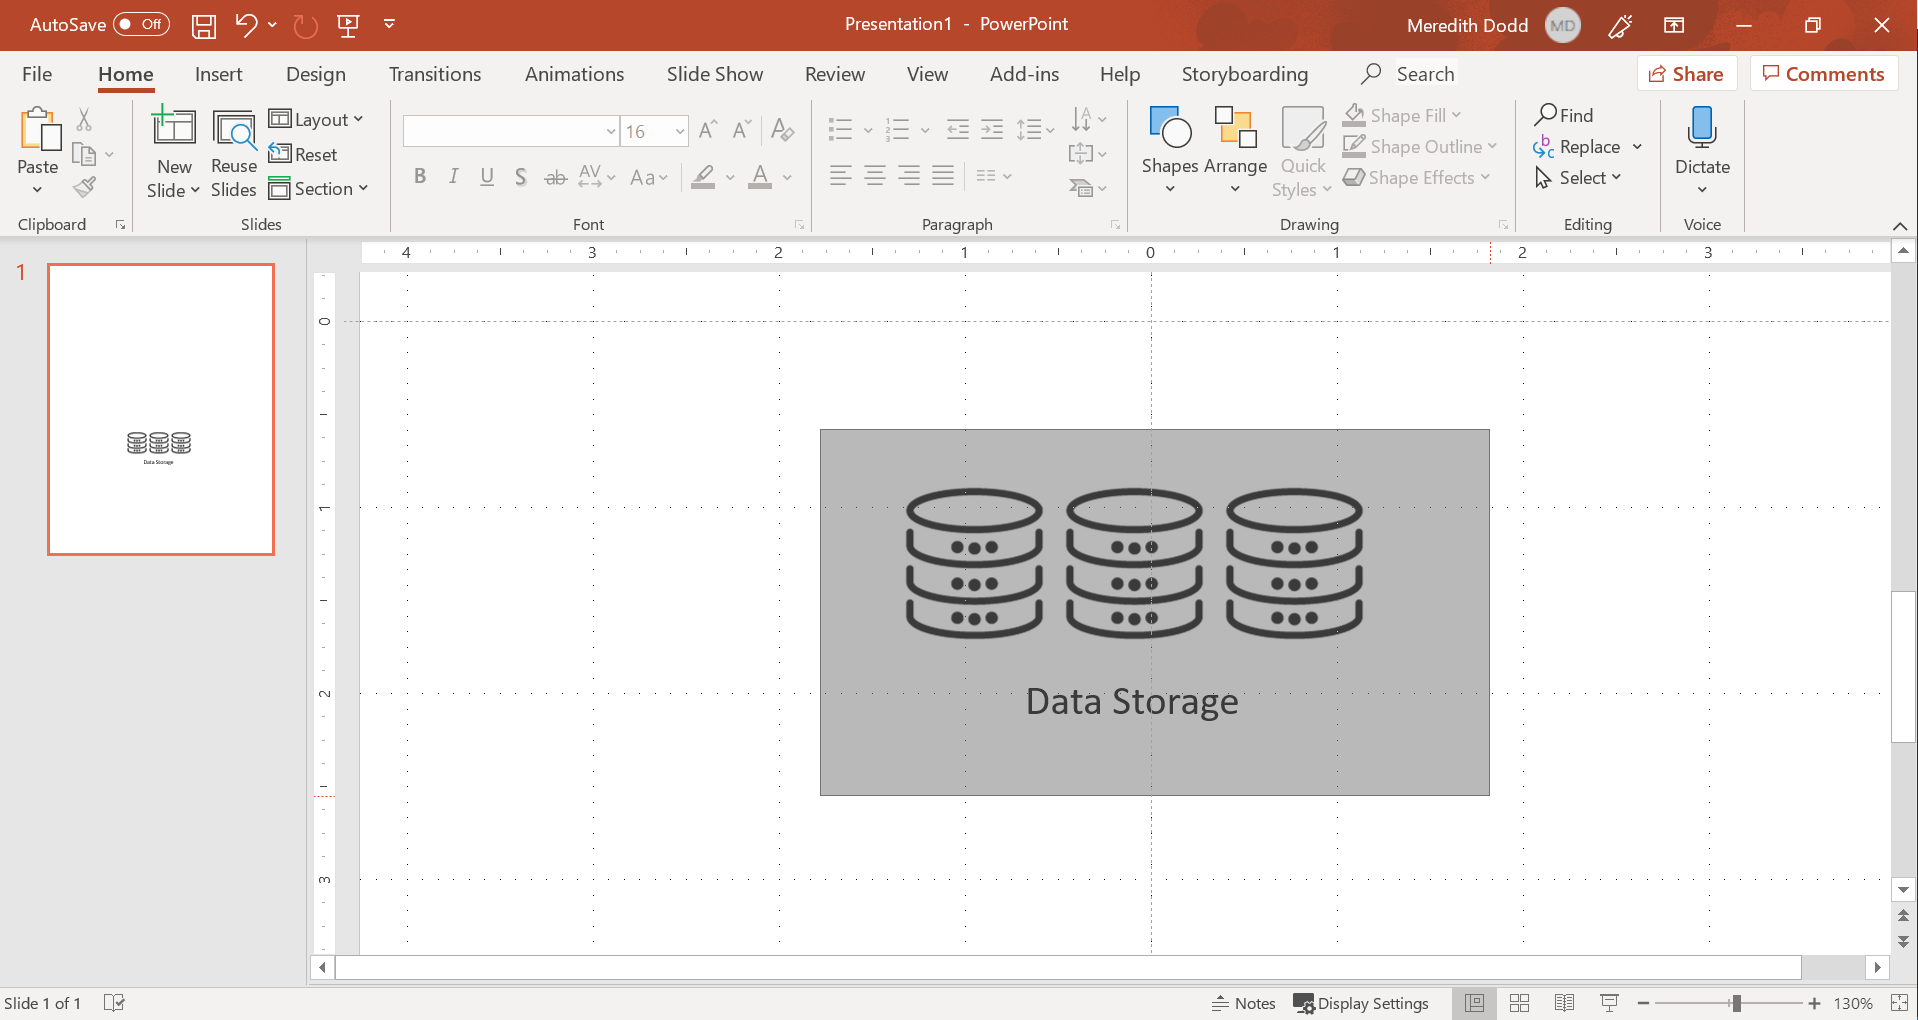 AutoSave Off Presentation1 - PowerPoint Meredith Dodd MD
File Home Insert Design Transitions Animations Slide Show Review View Add-ins Help Storyboarding Search Share Comments
Paste
Clipboard
New Slide
Reuse Slides
Layout
Reset
Section
Slides
16
B I U S ab AV Aa A
Font
Paragraph
Shapes
Arrange
Quick Styles
Shape Fill
Shape Outline
Shape Effects
Drawing
Find
Replace
Select
Editing
Dictate
Voice
4 3 2 1 0 1 2 3
1
0
1
2
3
Data Storage
Data Storage
Slide 1 of 1 Notes Display Settings 130%